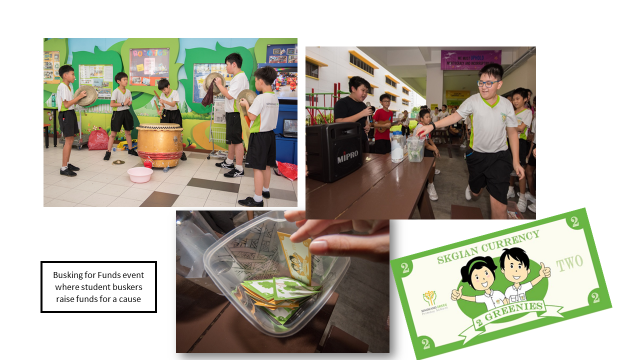 MiPRO
Busking for Funds event
where student buskers
raise funds for a cause
SKGIAN CURRENCY
2
2
TWO
2 GREENIES
2
2